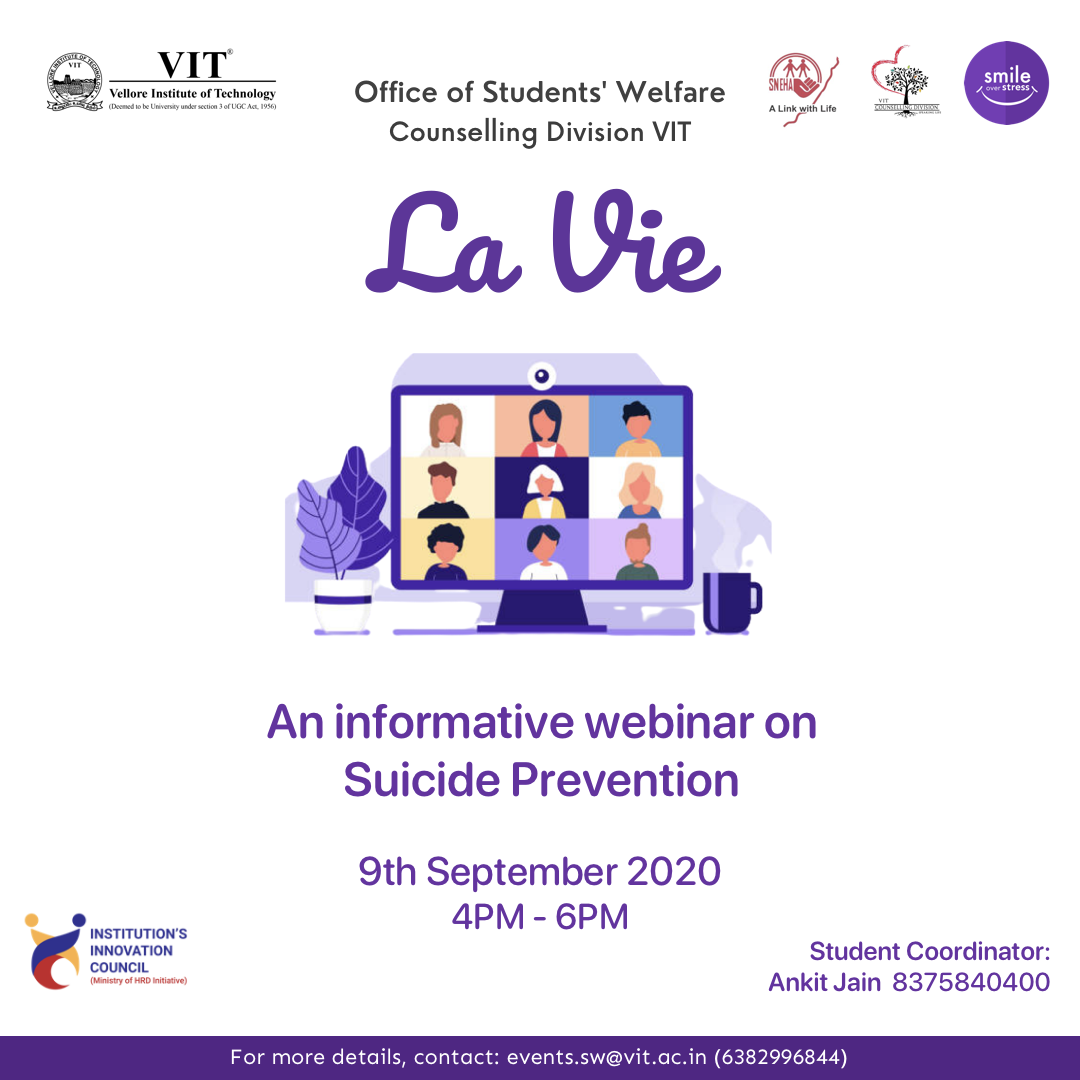 VIT®
Vellore Institute of Technology
(Deemed to be University under section 3 of UGC Act, 1956)
VIT
Office of Students' Welfare
Counselling Division VIT
SNEHA
A Link with Life
VIT
COUNSELLING DIVISION
smile
over stress
La Vie
An informative webinar on
Suicide Prevention
9th September 2020
4PM - 6PM
INSTITUTION'S
INNOVATION
COUNCIL
(Ministry of HRD Initiative)
Student Coordinator:
Ankit Jain 8375840400
For more details, contact: events.sw@vit.ac.in (6382996844)